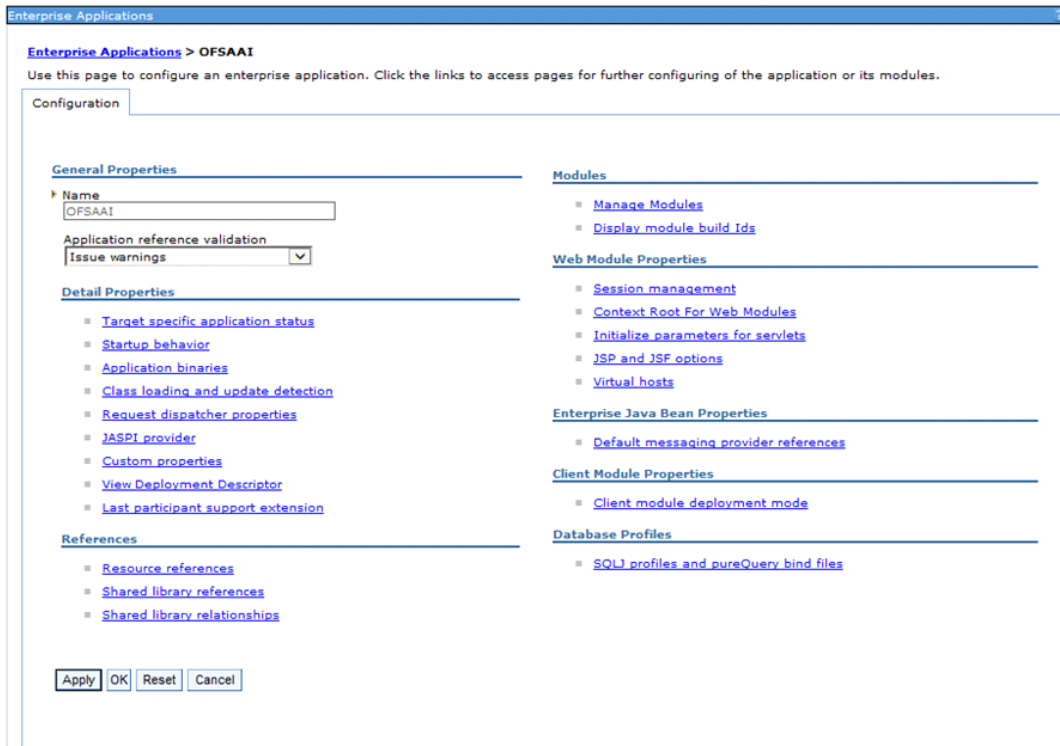 Enterprise Applications
?
Enterprise Applications > OFSAAI
Use this page to configure an enterprise application. Click the links to access pages for further configuring of the application or its modules.
Configuration
General Properties
Name
OFSAAI
Application reference validation
Issue warnings
Detail Properties
Target specific application status
Startup behavior
Application binaries
Class loading and update detection
Request dispatcher properties
JASPI provider
Custom properties
View Deployment Descriptor
Last participant support extension
References
Resource references
Shared library references
Shared library relationships
Modules
Manage Modules
Display module build Ids
Web Module Properties
Session management
Context Root For Web Modules
Initialize parameters for servlets
JSP and JSF options
Virtual hosts
Enterprise Java Bean Properties
Default messaging provider references
Client Module Properties
Client module deployment mode
Database Profiles
SQLJ profiles and pureQuery bind files
Apply OK Reset Cancel